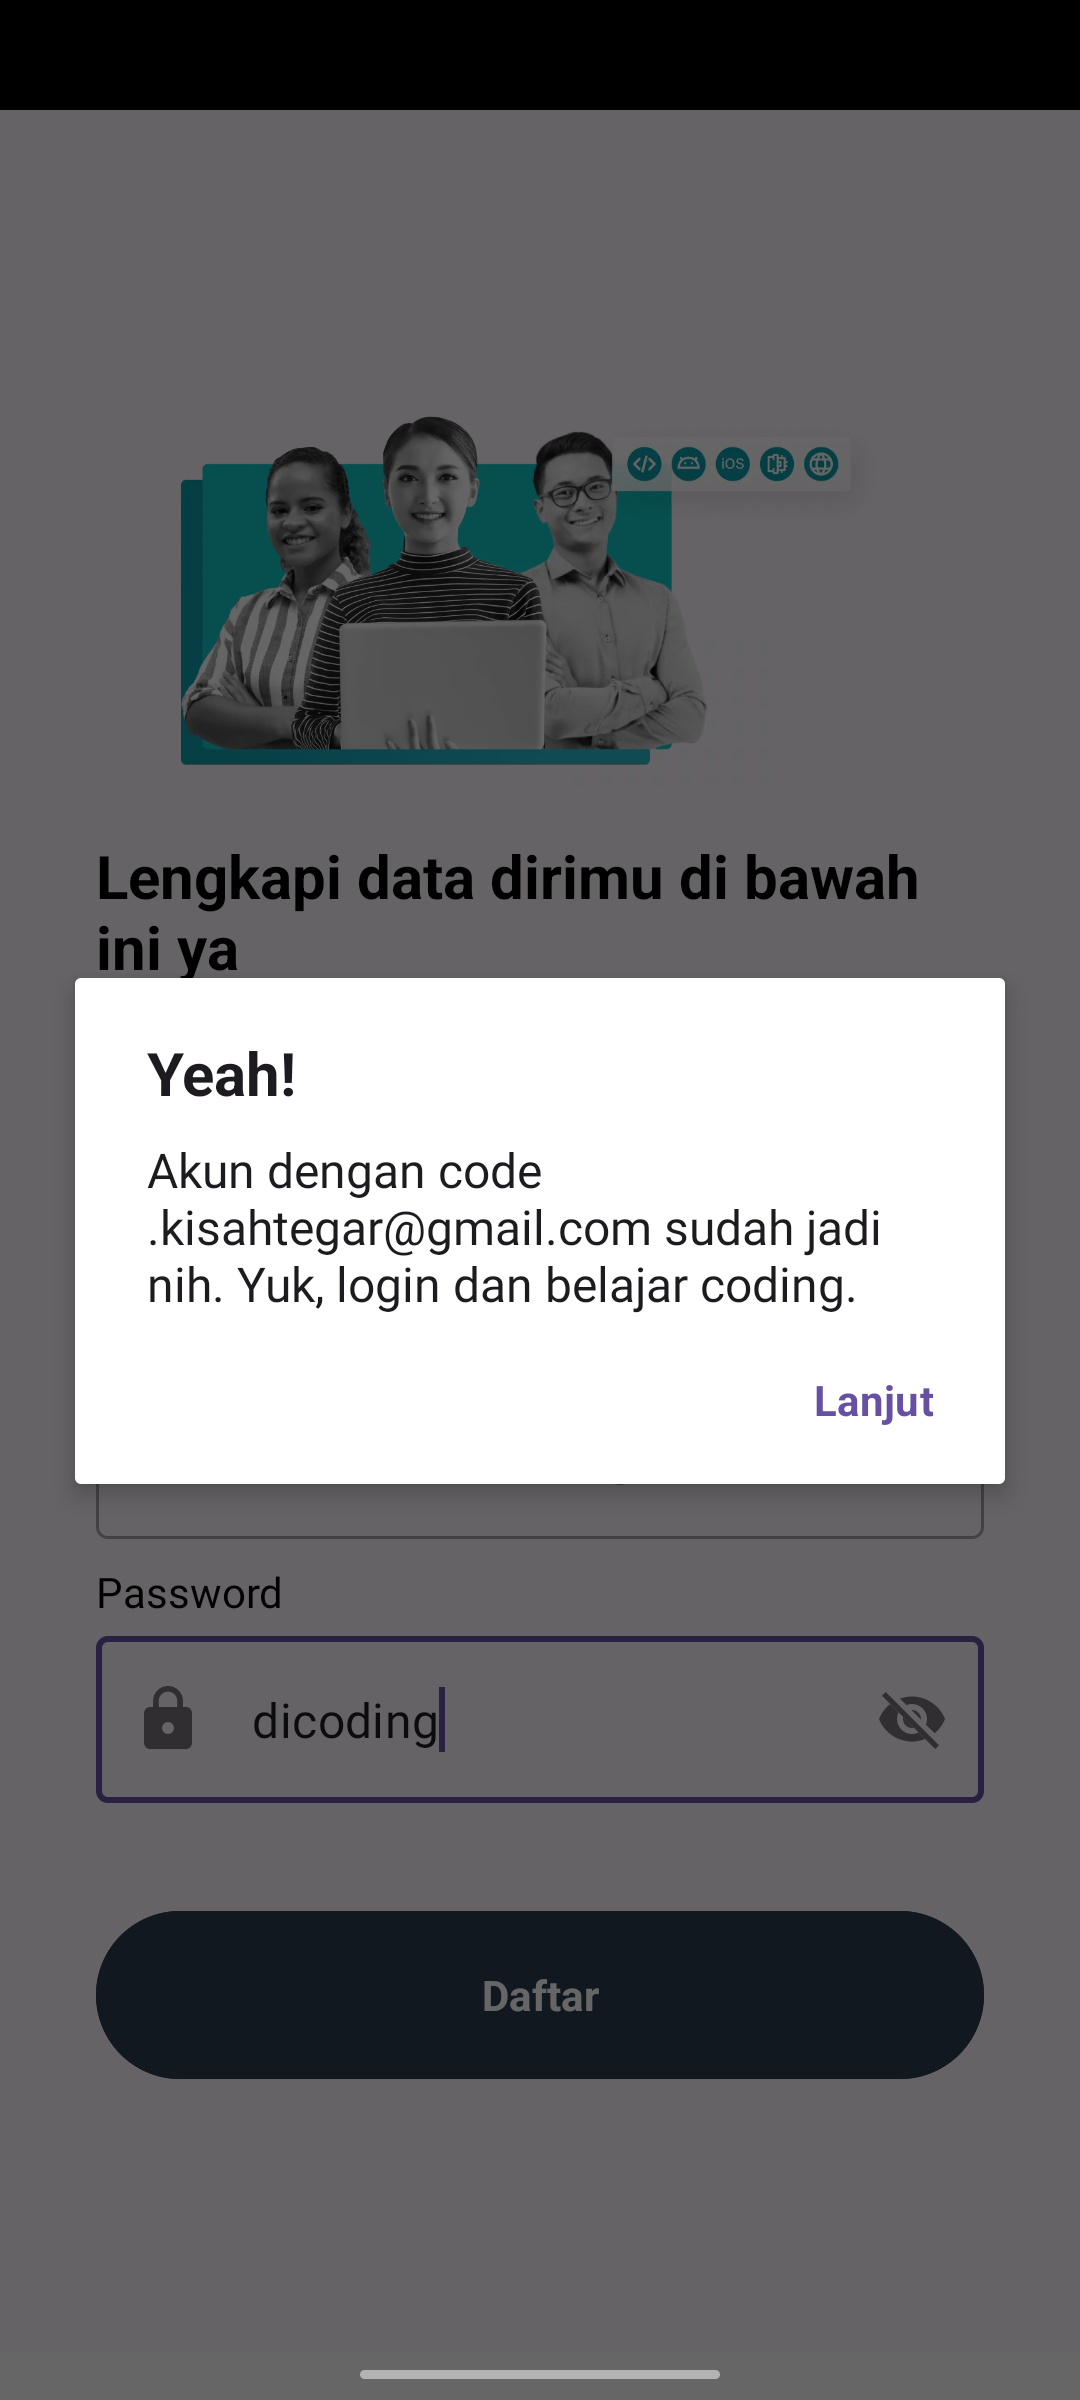 iOS
Lengkapi data dirimu di bawah
ini ya
Yeah!
Akun dengan code
.kisahtegar@gmail.com sudah jadi
nih. Yuk, login dan belajar coding.
Lanjut
Password
dicoding
Daftar